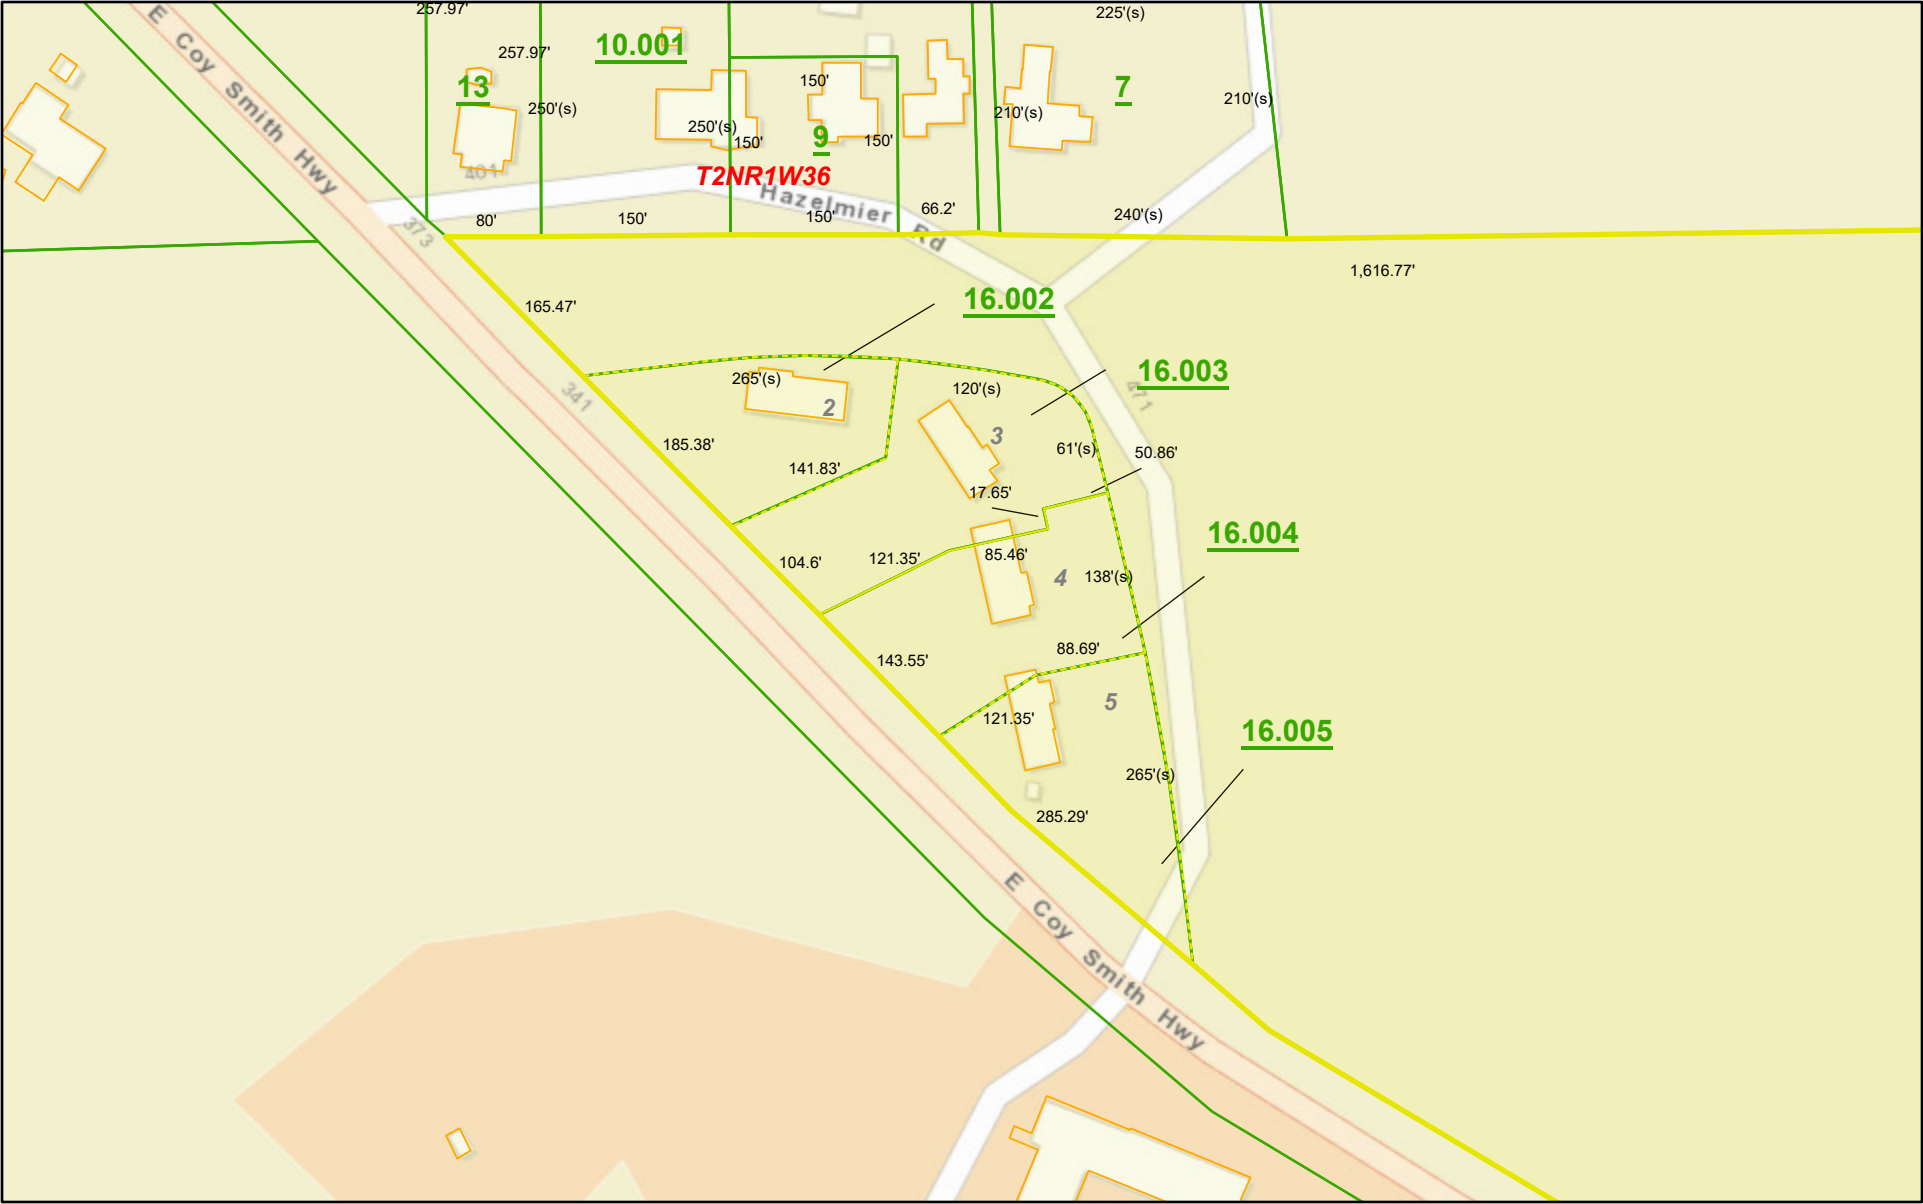 257.97'
225'(s)
E Coy Smith Hwy
257.97'
10.001
13
150'
7
250'(s)
210'(s)
210'(s)
250'(s)
150'
9
150'
401
T2NR1W36
Hazelmier Rd
80'
150'
150'
66.2'
240'(s)
373
1,616.77'
165.47'
16.002
16.003
265'(s)
120'(s)
341
471
2
3
185.38'
61'(s)
50.86'
141.83'
17.65'
16.004
104.6'
121.35'
85.46'
4
138'(s)
143.55'
88.69'
5
121.35'
16.005
265'(s)
285.29'
E Coy Smith Hwy